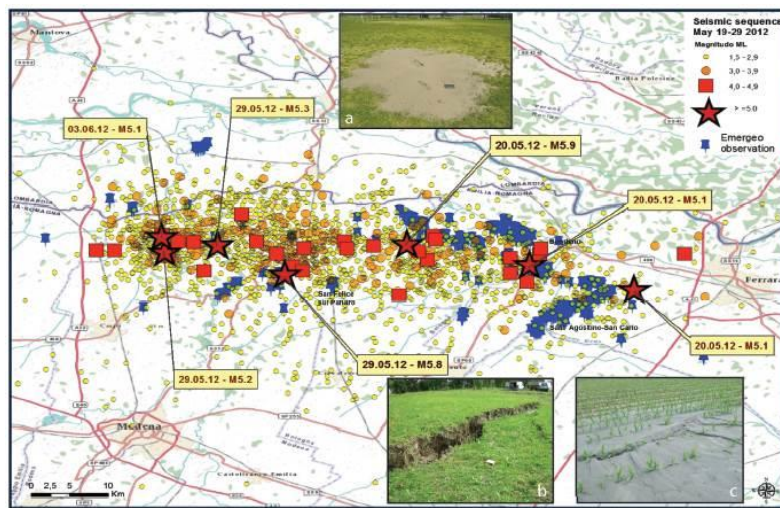 Mantova
Seismic sequence
May 19-29 2012
Magnitudo ML
1,5 - 2,9
3,0 - 3,9
4,0 - 4,9
> =5.0
Emergeo
observation
a
29.05.12 - M5.3
03.06.12 - M5.1
20.05.12 - M5.9
20.05.12 - M5.1
LOMBARDIA
EMILIA-ROMAGNA
LOMBARDIA
Ferrara
San Felice
sul Panaro
Sant'Agostino-San Carlo
20.05.12 - M5.1
29.05.12 - M5.8
29.05.12 - M5.2
Modena
Castelfranco Emilia
0 2,5 5 10
Km
b
c